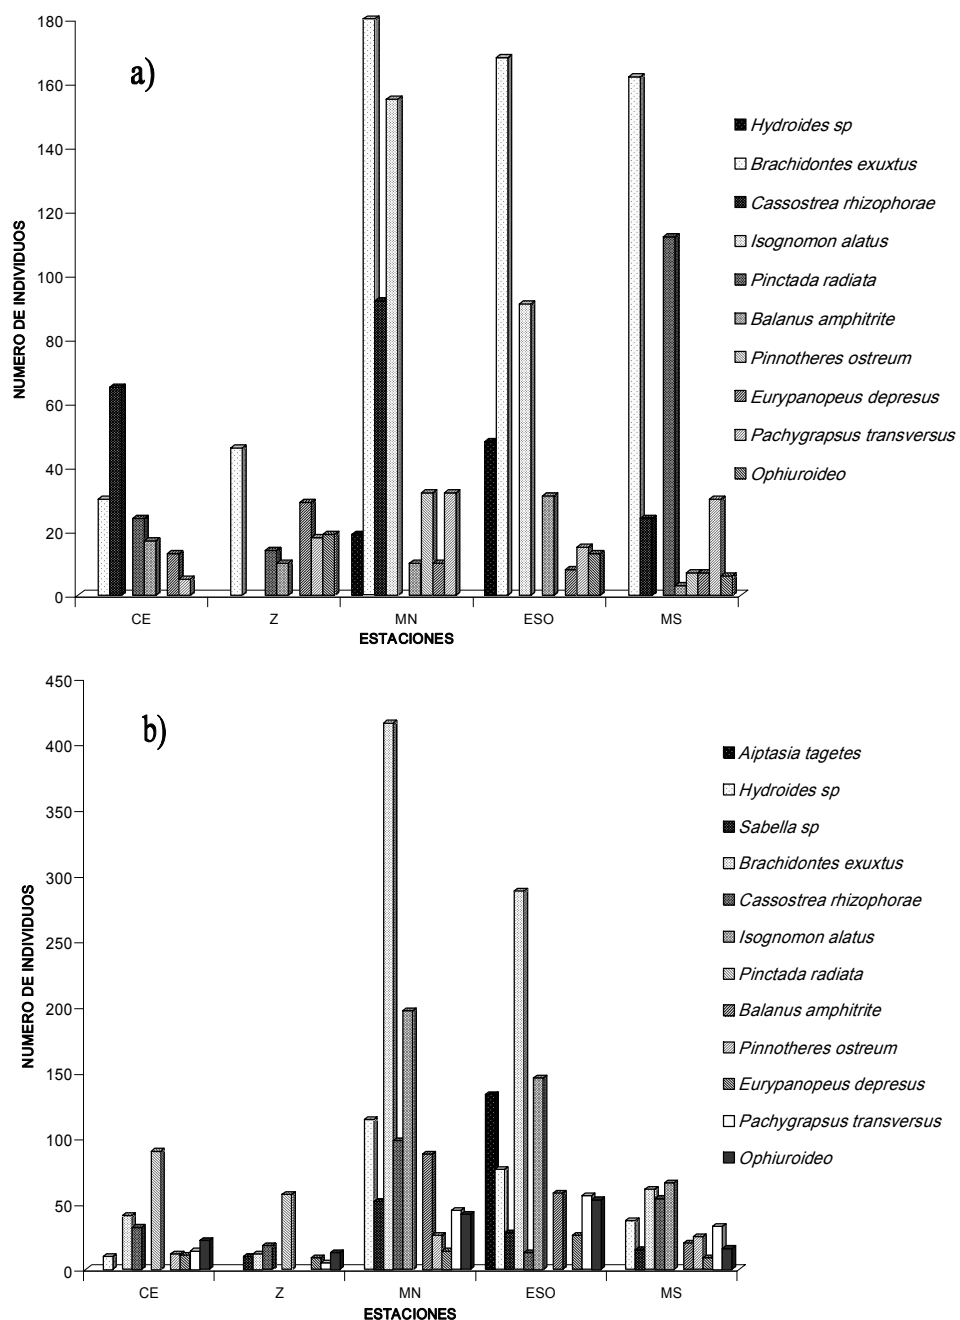 a)
180
160
140
120
100
80
60
40
20
0
NUMERO DE INDIVIDUOS
CE Z MN ESO MS
ESTACIONES
Hydroides sp
Brachidontes exuxtus
Cassostrea rhizophorae
Isognomon alatus
Pinctada radiata
Balanus amphitrite
Pinnotheres ostreum
Eurypanopeus depresus
Pachygrapsus transversus
Ophiuroideo
b)
450
400
350
300
250
200
150
100
50
0
NUMERO DE INDIVIDUOS
CE Z MN ESO MS
ESTACIONES
Aiptasia tagetes
Hydroides sp
Sabella sp
Brachidontes exuxtus
Cassostrea rhizophorae
Isognomon alatus
Pinctada radiata
Balanus amphitrite
Pinnotheres ostreum
Eurypanopeus depresus
Pachygrapsus transversus
Ophiuroideo